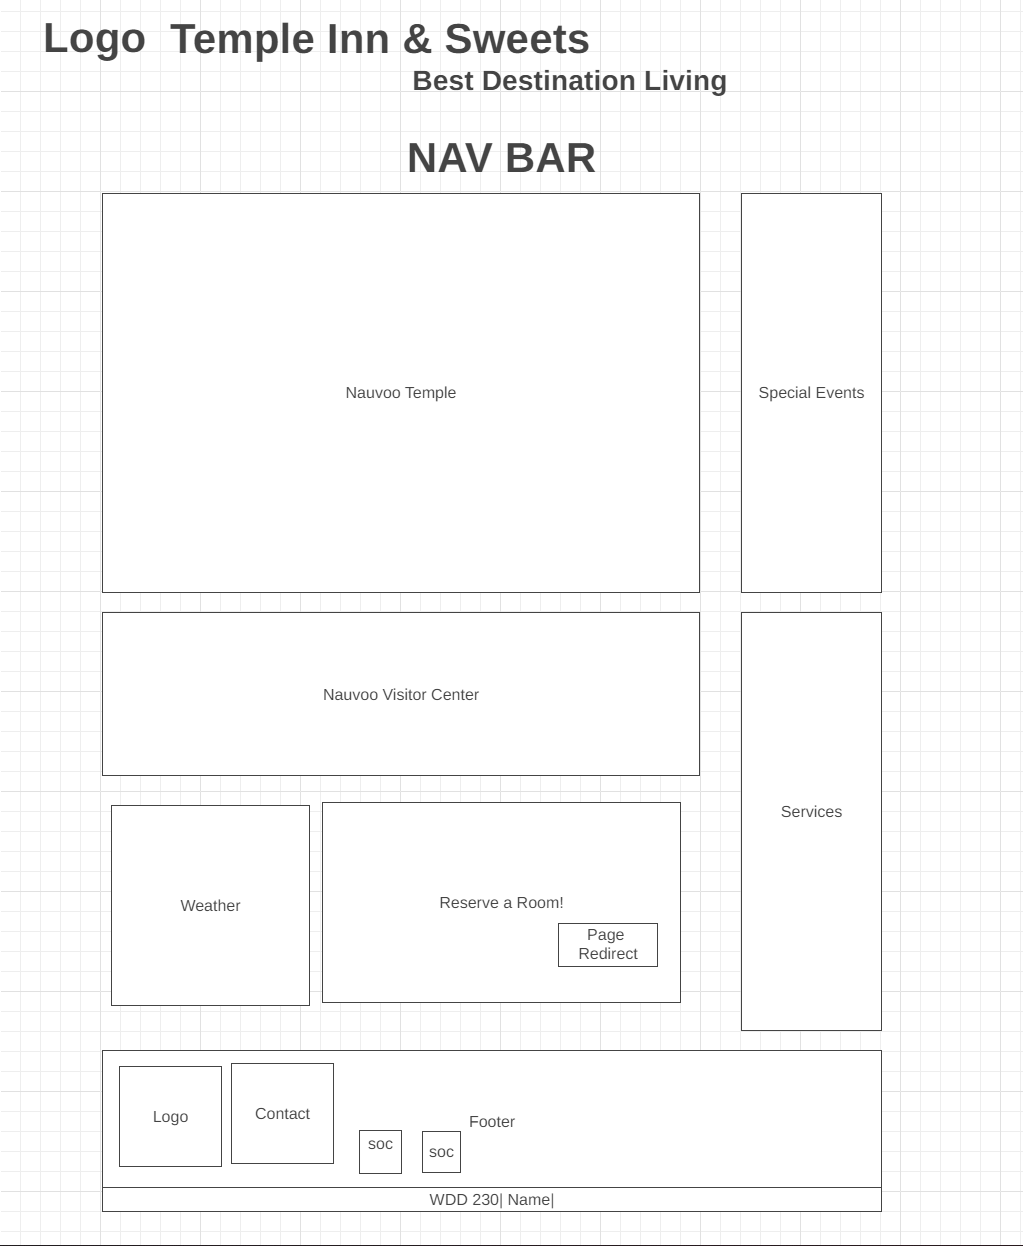 Logo Temple Inn & Sweets
Best Destination Living
NAV BAR
Nauvoo Temple
Special Events
Nauvoo Visitor Center
Services
Weather
Reserve a Room!
Page
Redirect
Logo
Contact
soc
soc
Footer
WDD 230| Name|